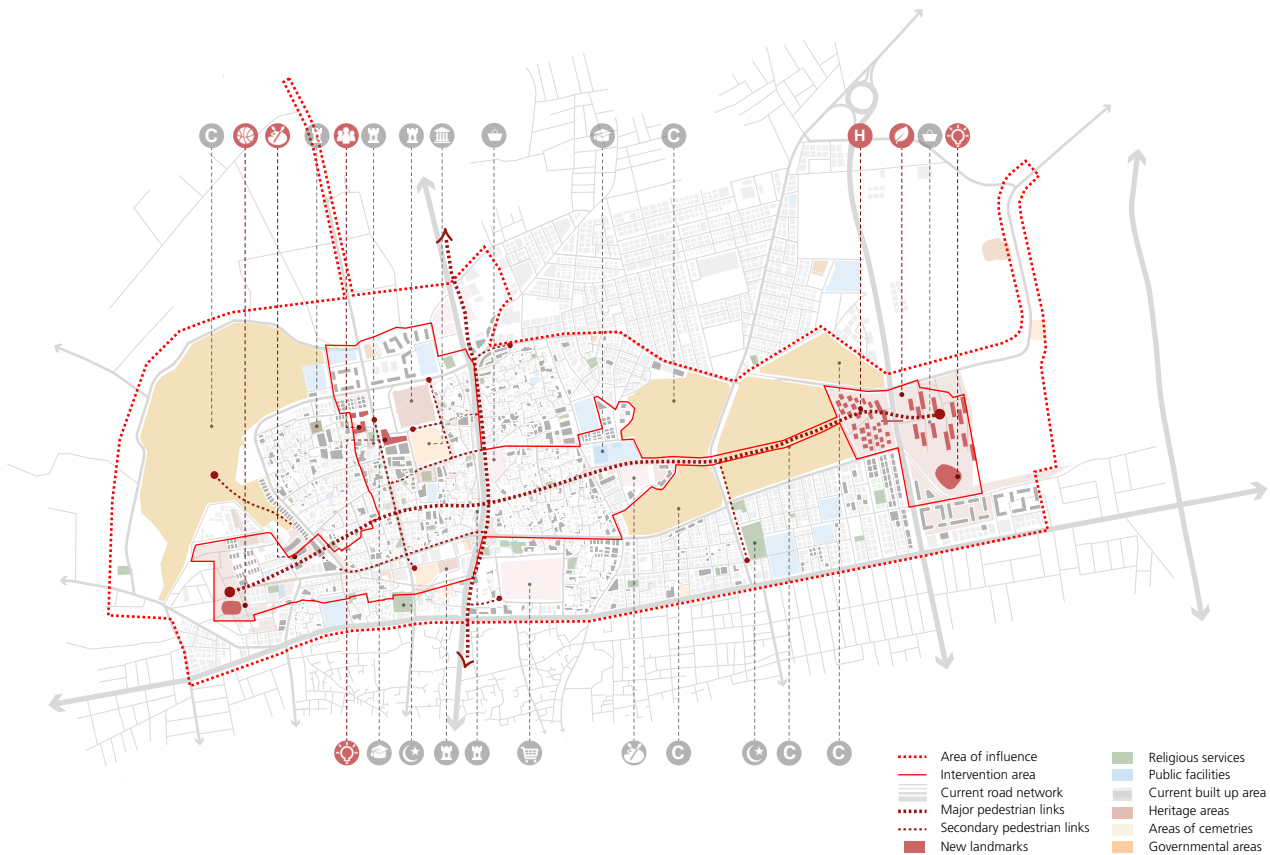 C
C
H
Area of influence
Intervention area
Current road network
Major pedestrian links
Secondary pedestrian links
New landmarks
Religious services
Public facilities
Current built up area
Heritage areas
Areas of cemetries
Governmental areas
C
C
C